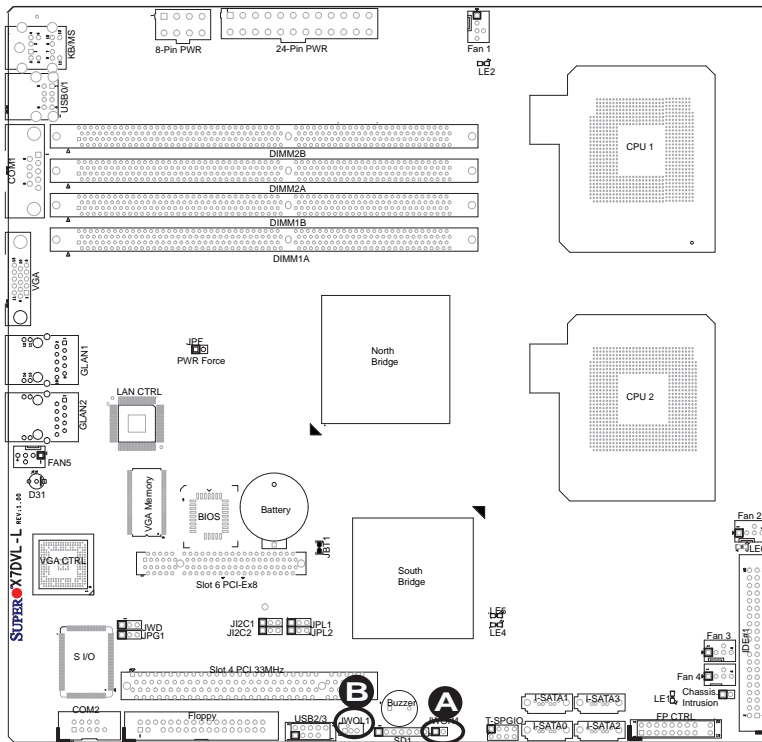 8-Pin PWR
24-Pin PWR
Fan 1
LE2
KB/MS
USB0/1
COM1
DIMM2B
DIMM2A
DIMM1B
DIMM1A
CPU 1
VGA
JPF
PWR Force
North
Bridge
CPU 2
GLAN1
LAN CTRL
GLAN2
FAN5
D31
VGA Memory
BIOS
Battery
Fan 2
VGA CTRL
JBT1
South
Bridge
Slot 6 PCI-Ex8
SUPER X7DVL-L REV:1.00
JWD
JPG1
JI2C1
JI2C2
JPL1
JPL2
LE5
LE4
S I/O
Fan 3
IDE#1
Slot 4 PCI 33MHz
Fan 4
B
A
Buzzer
LE1
Chassis
Intrusion
I-SATA1
I-SATA3
COM2
Floppy
USB2/3
JWOL1
SD1
T-SPGIO
I-SATA0
I-SATA2
FP CTRL